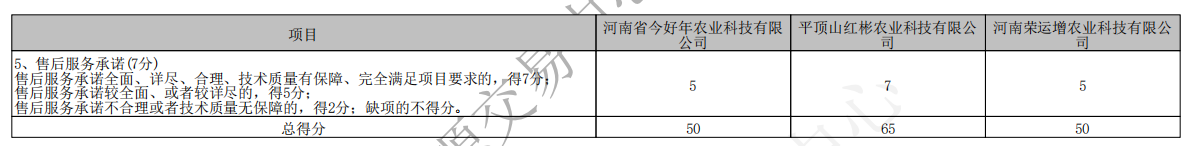 项目
河南省今好年农业科技有限
公司
平顶山红彬农业科技有限公
司
河南荣运增农业科技有限公
司
5、售后服务承诺(7分)
售后服务承诺全面、详尽、合理、技术质量有保障、完全满足项目要求的，得7分；
售后服务承诺较全面、或者较详尽的，得5分；
售后服务承诺不合理或者技术质量无保障的，得2分；缺项的不得分。
5
7
5
总得分
50
65
50
源交易
中心